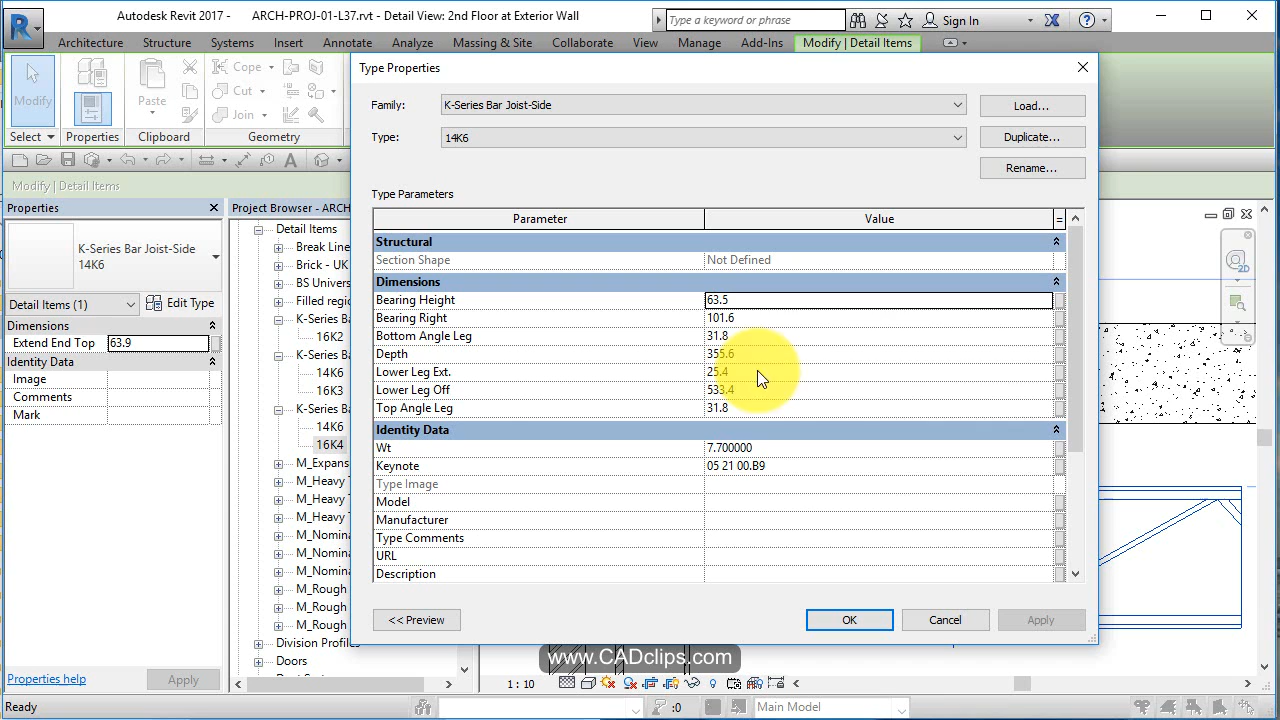 Autodesk Revit 2017 - ARCH-PROJ-01-L37.rvt - Detail View: 2nd Floor at Exterior Wall
Type a keyword or phrase
Sign In
Architecture Structure Systems Insert Annotate Analyze Massing & Site Collaborate View Manage Add-Ins Modify | Detail Items
Modify
Paste
Cope
Cut
Join
Select Properties Clipboard Geometry
Modify | Detail Items
Properties
K-Series Bar Joist-Side
14K6
Detail Items (1) Edit Type
Dimensions
Extend End Top 63.9
Identity Data
Image
Comments
Mark
Properties help Apply
Project Browser - ARCH
Detail Items
Break Line
Brick - UK
BS Univers
Filled regio
K-Series Ba
16K2
K-Series Ba
14K6
16K3
K-Series Ba
14K6
16K4
M_Expans
M_Heavy T
M_Heavy T
M_Heavy T
M_Nomina
M_Nomina
M_Nomina
M_Rough
M_Rough
M_Rough
Division Profiles
Doors
Type Properties
Family: K-Series Bar Joist-Side Load...
Type: 14K6 Duplicate...
Rename...
Type Parameters
Parameter Value =
Structural
Section Shape Not Defined
Dimensions
Bearing Height 63.5
Bearing Right 101.6
Bottom Angle Leg 31.8
Depth 355.6
Lower Leg Ext. 25.4
Lower Leg Off 533.4
Top Angle Leg 31.8
Identity Data
Wt 7.700000
Keynote 05 21 00.B9
Type Image
Model
Manufacturer
Type Comments
URL
Description
<< Preview OK Cancel Apply
www.CADclips.com
1 : 10
Ready :0 Main Model